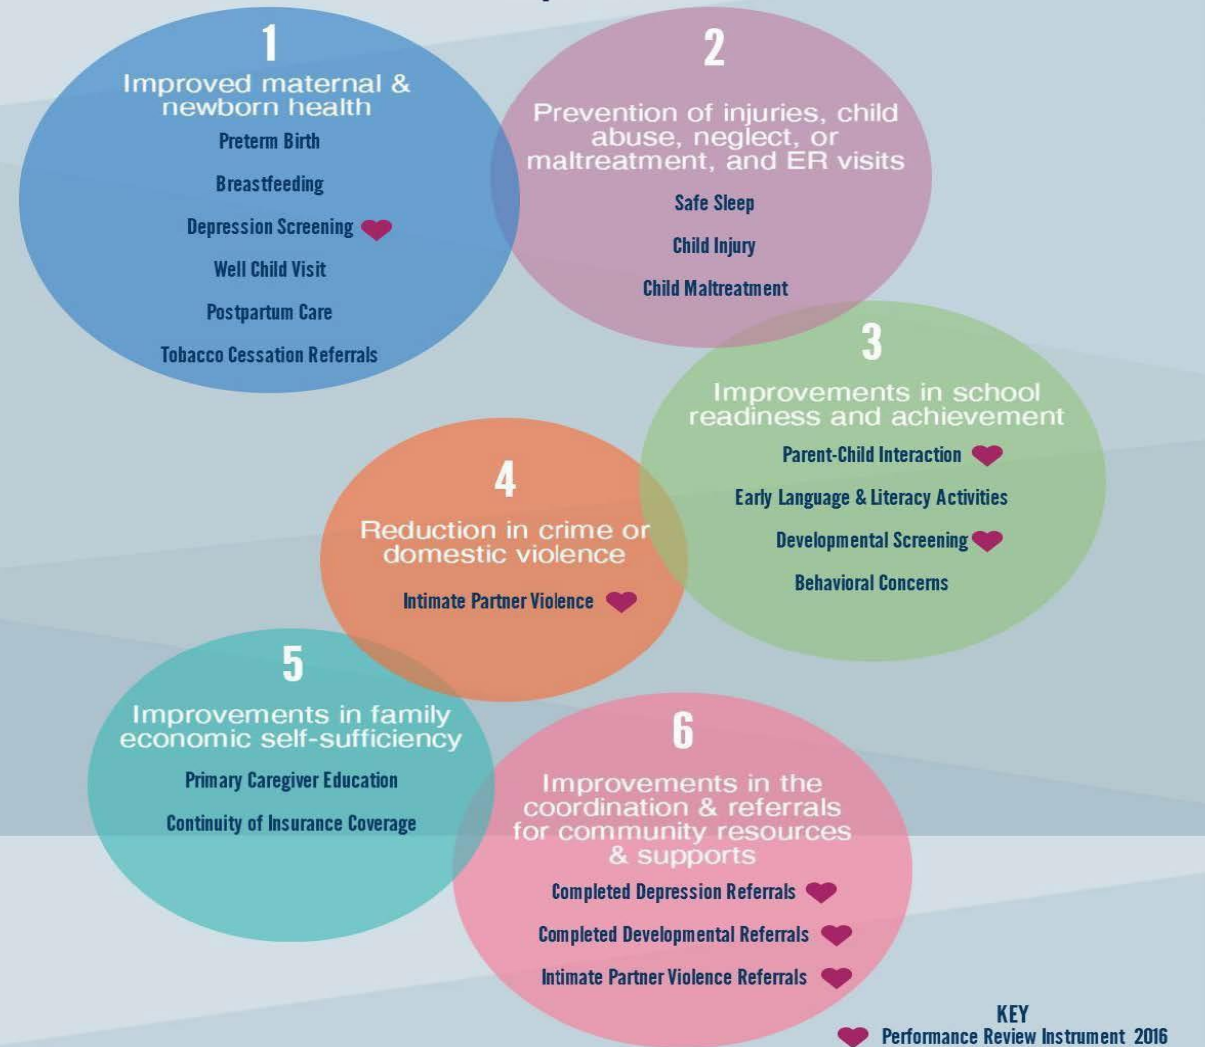 1
Improved maternal &
newborn health
Preterm Birth
Breastfeeding
Depression Screening
Well Child Visit
Postpartum Care
Tobacco Cessation Referrals
2
Prevention of injuries, child
abuse, neglect, or
maltreatment, and ER visits
Safe Sleep
Child Injury
Child Maltreatment
3
Improvements in school
readiness and achievement
Parent-Child Interaction
Early Language & Literacy Activities
Developmental Screening
Behavioral Concerns
4
Reduction in crime or
domestic violence
Intimate Partner Violence
5
Improvements in family
economic self-sufficiency
Primary Caregiver Education
Continuity of Insurance Coverage
6
Improvements in the
coordination & referrals
for community resources
& supports
Completed Depression Referrals
Completed Developmental Referrals
Intimate Partner Violence Referrals
KEY
Performance Review Instrument 2016